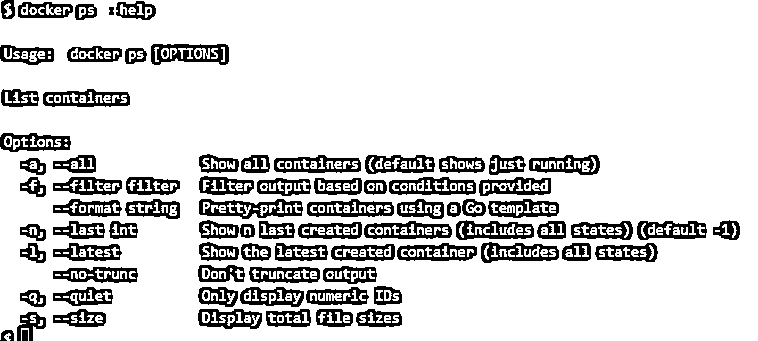 $ docker ps --help
Usage:  docker ps [OPTIONS]
List containers
Options:
  -a, --all             Show all containers (default shows just running)
  -f, --filter filter   Filter output based on conditions provided
      --format string   Pretty-print containers using a Go template
  -n, --last int        Show n last created containers (includes all states) (default -1)
  -l, --latest          Show the latest created container (includes all states)
      --no-trunc        Don't truncate output
  -q, --quiet           Only display numeric IDs
  -s, --size            Display total file sizes
$